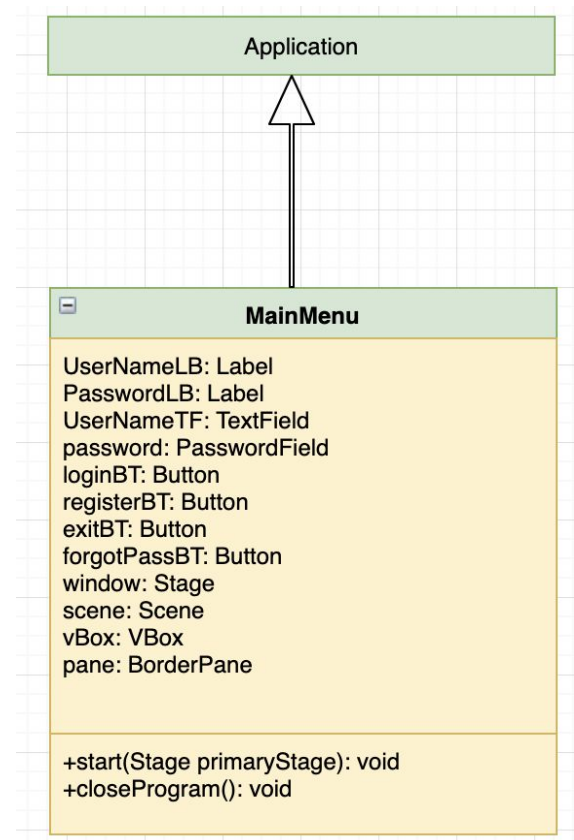 Application
MainMenu
UserNameLB: Label
PasswordLB: Label
UserNameTF: TextField
password: PasswordField
loginBT: Button
registerBT: Button
exitBT: Button
forgotPassBT: Button
window: Stage
scene: Scene
vBox: VBox
pane: BorderPane
+start(Stage primaryStage): void
+closeProgram(): void